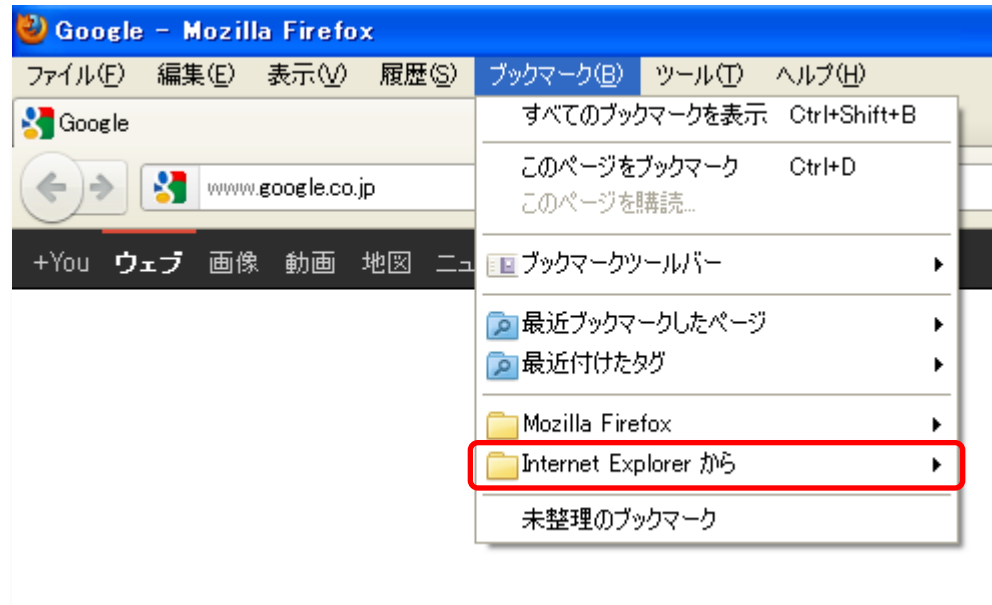 Google - Mozilla Firefox
ファイル(F) 編集(E) 表示(V) 履歴(S) ブックマーク(B) ツール(T) ヘルプ(H)
Google
www.google.co.jp
+You ウェブ 画像 動画 地図 ニュ
すべてのブックマークを表示 Ctrl+Shift+B
このページをブックマーク Ctrl+D
このページを購読...
ブックマークツールバー
最近ブックマークしたページ
最近付けたタグ
Mozilla Firefox
Internet Explorer から
未整理のブックマーク